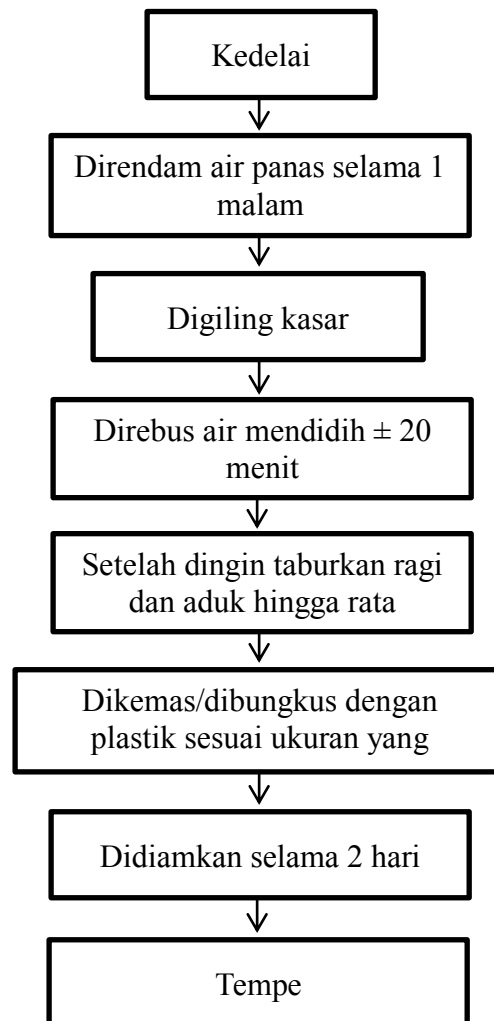 Kedelai
Direndam air panas selama 1
malam
Digiling kasar
Direbus air mendidih ± 20
menit
Setelah dingin taburkan ragi
dan aduk hingga rata
Dikemas/dibungkus dengan
plastik sesuai ukuran yang
Didiamkan selama 2 hari
Tempe